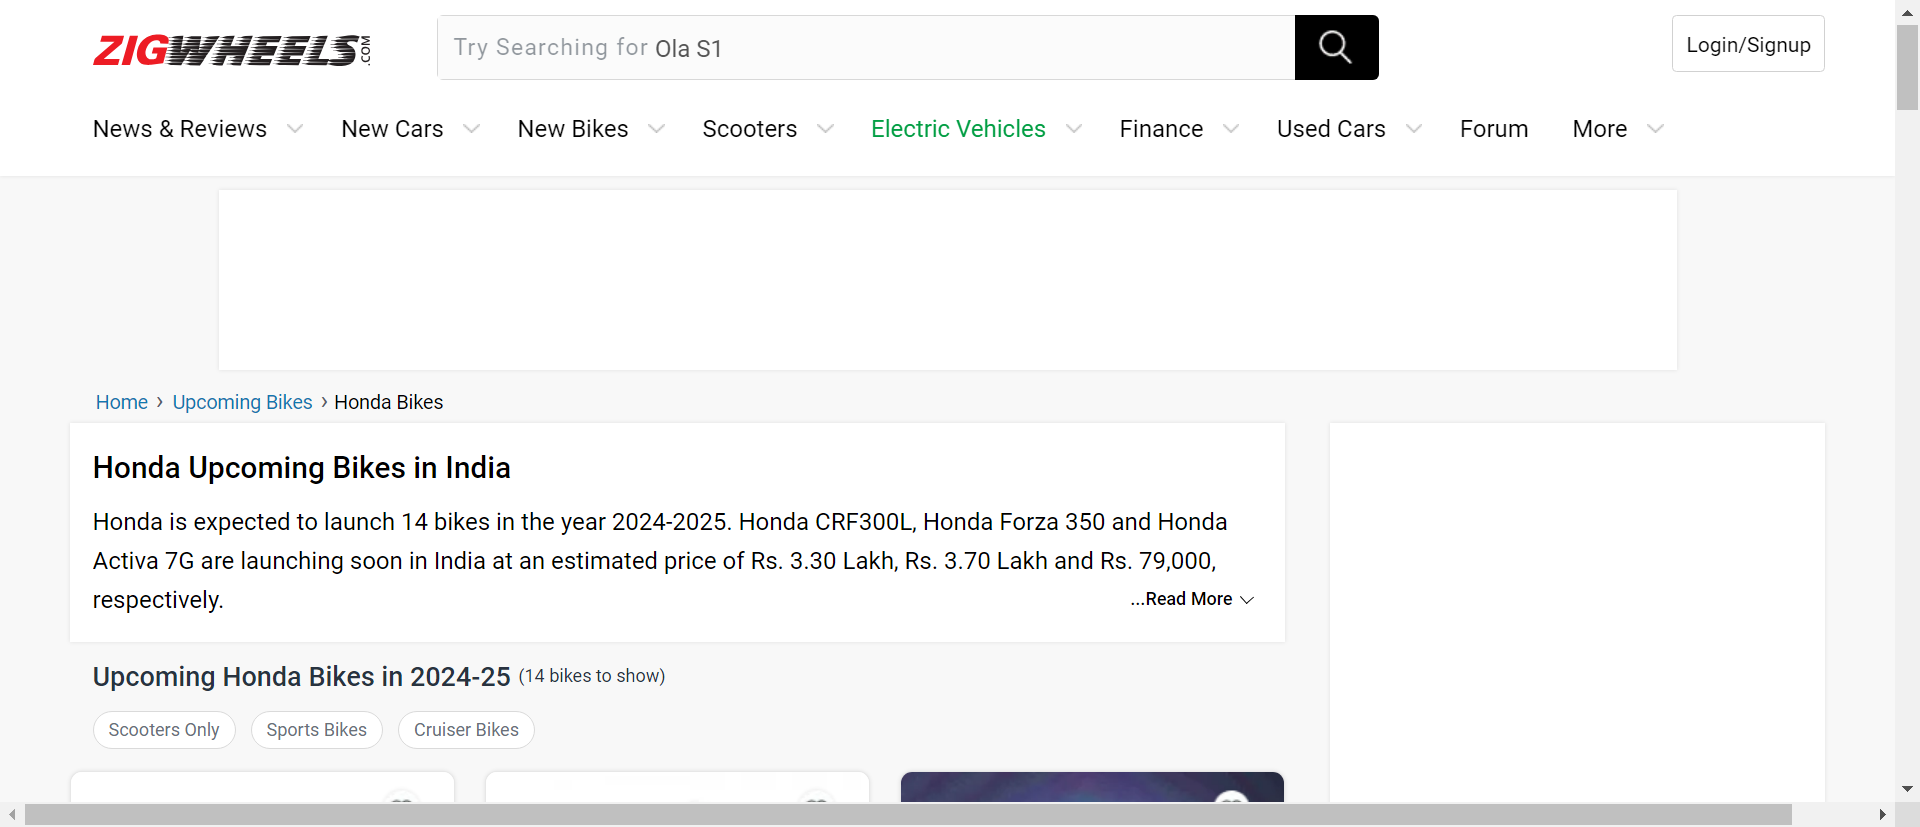 ZIGWHEELS.COM
Try Searching for Ola S1
Login/Signup
News & Reviews New Cars New Bikes Scooters Electric Vehicles Finance Used Cars Forum More
Home › Upcoming Bikes › Honda Bikes
Honda Upcoming Bikes in India
Honda is expected to launch 14 bikes in the year 2024-2025. Honda CRF300L, Honda Forza 350 and Honda
Activa 7G are launching soon in India at an estimated price of Rs. 3.30 Lakh, Rs. 3.70 Lakh and Rs. 79,000,
respectively. ...Read More
Upcoming Honda Bikes in 2024-25 (14 bikes to show)
Scooters Only Sports Bikes Cruiser Bikes